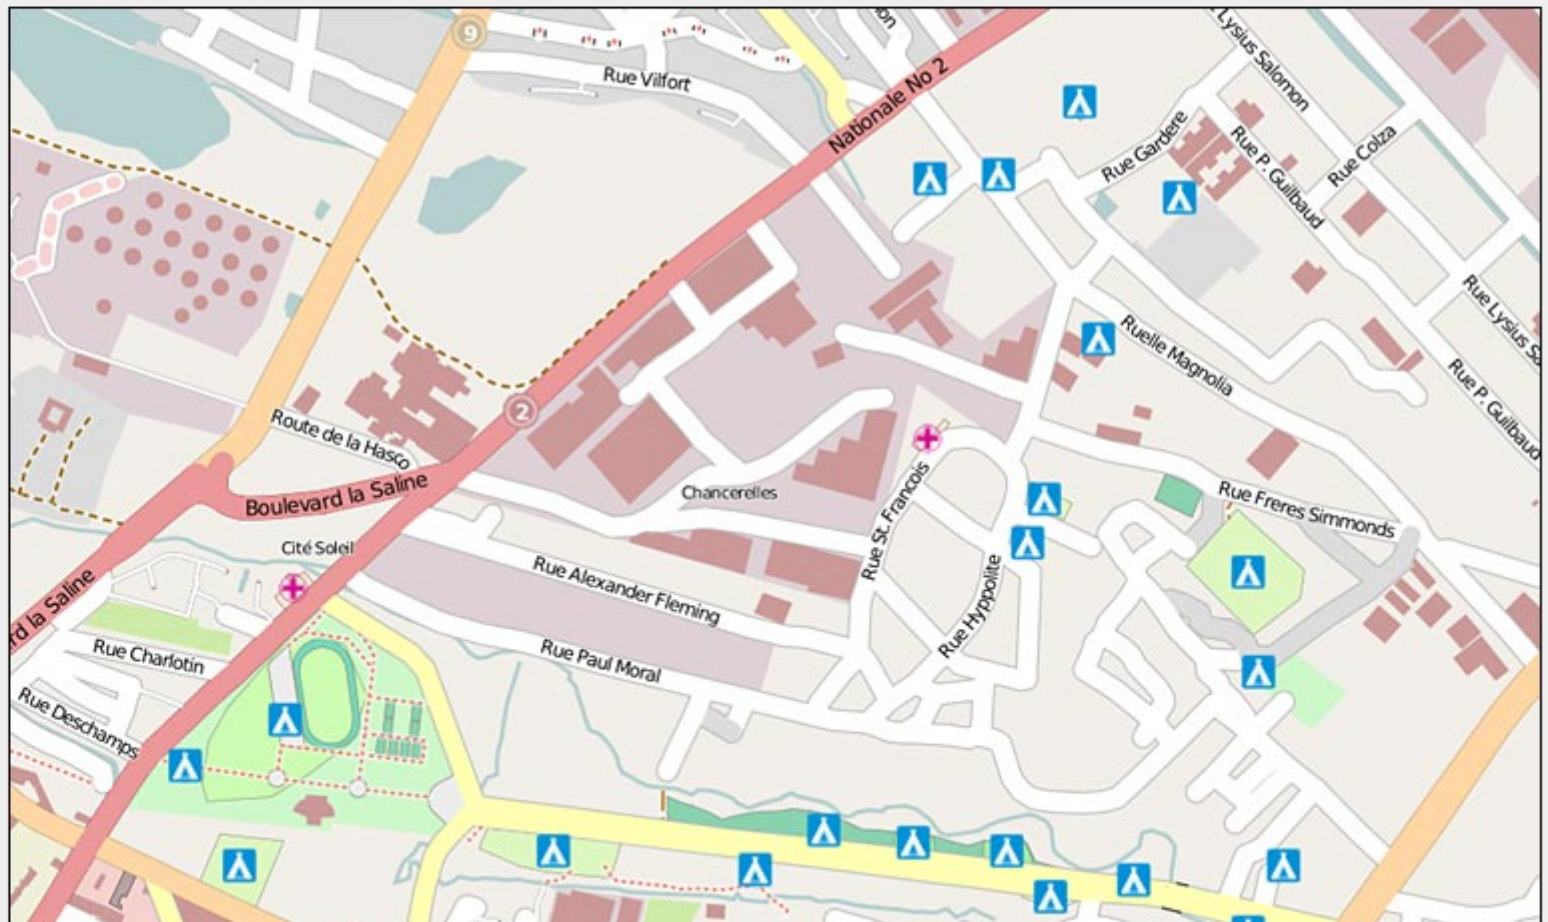 9
Rue Vilfort
Nationale No 2
Lysius Salomon
Rue Gardere
Rue P. Guilbaud
Rue Colza
Rue Lysius Sa
Ruelle Magnolia
Rue P. Guilbaud
2
Route de la Hasco
Boulevard la Saline
Chancerelles
Rue St. Francois
Rue Freres Simmonds
Cité Soleil
Rue Alexander Fleming
Rue Hyppolite
rd la Saline
Rue Paul Moral
Rue Charlotin
Rue Deschamps